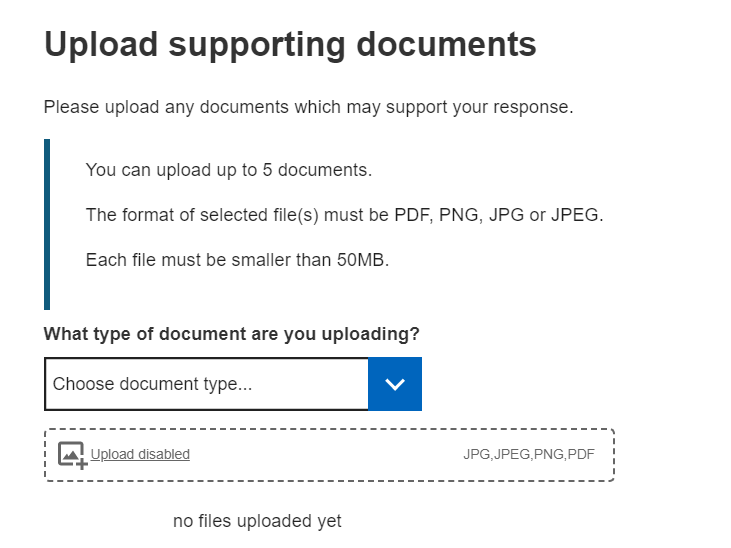 Upload supporting documents
Please upload any documents which may support your response.
You can upload up to 5 documents.
The format of selected file(s) must be PDF, PNG, JPG or JPEG.
Each file must be smaller than 50MB.
What type of document are you uploading?
Choose document type...
Upload disabled JPG,JPEG,PNG,PDF
no files uploaded yet